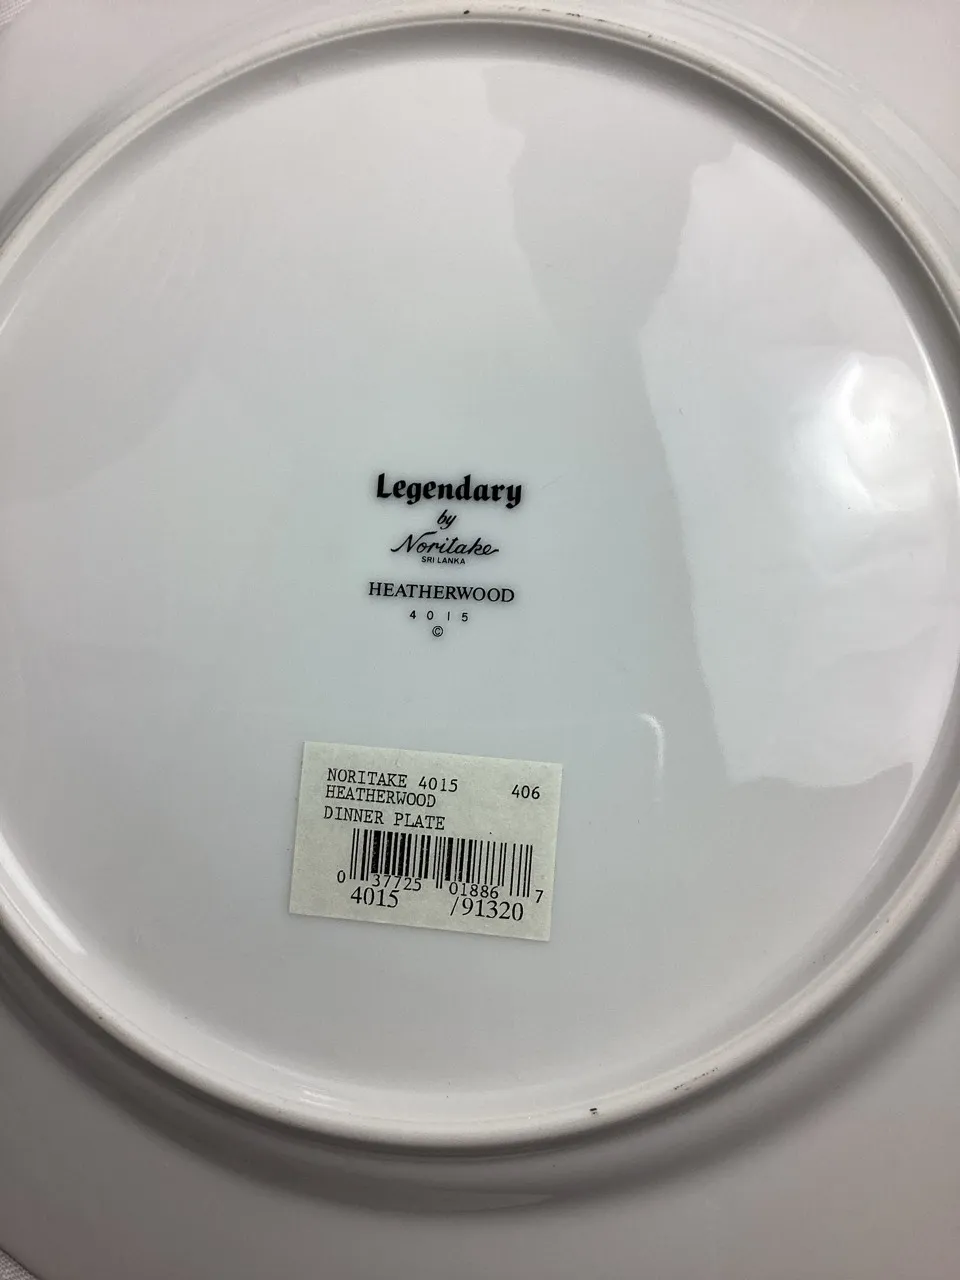 Legendary
by
Noritake
SRI LANKA
HEATHERWOOD
4015
©
NORITAKE 4015 406
HEATHERWOOD
DINNER PLATE
0 37725 01886 7
4015 /91320